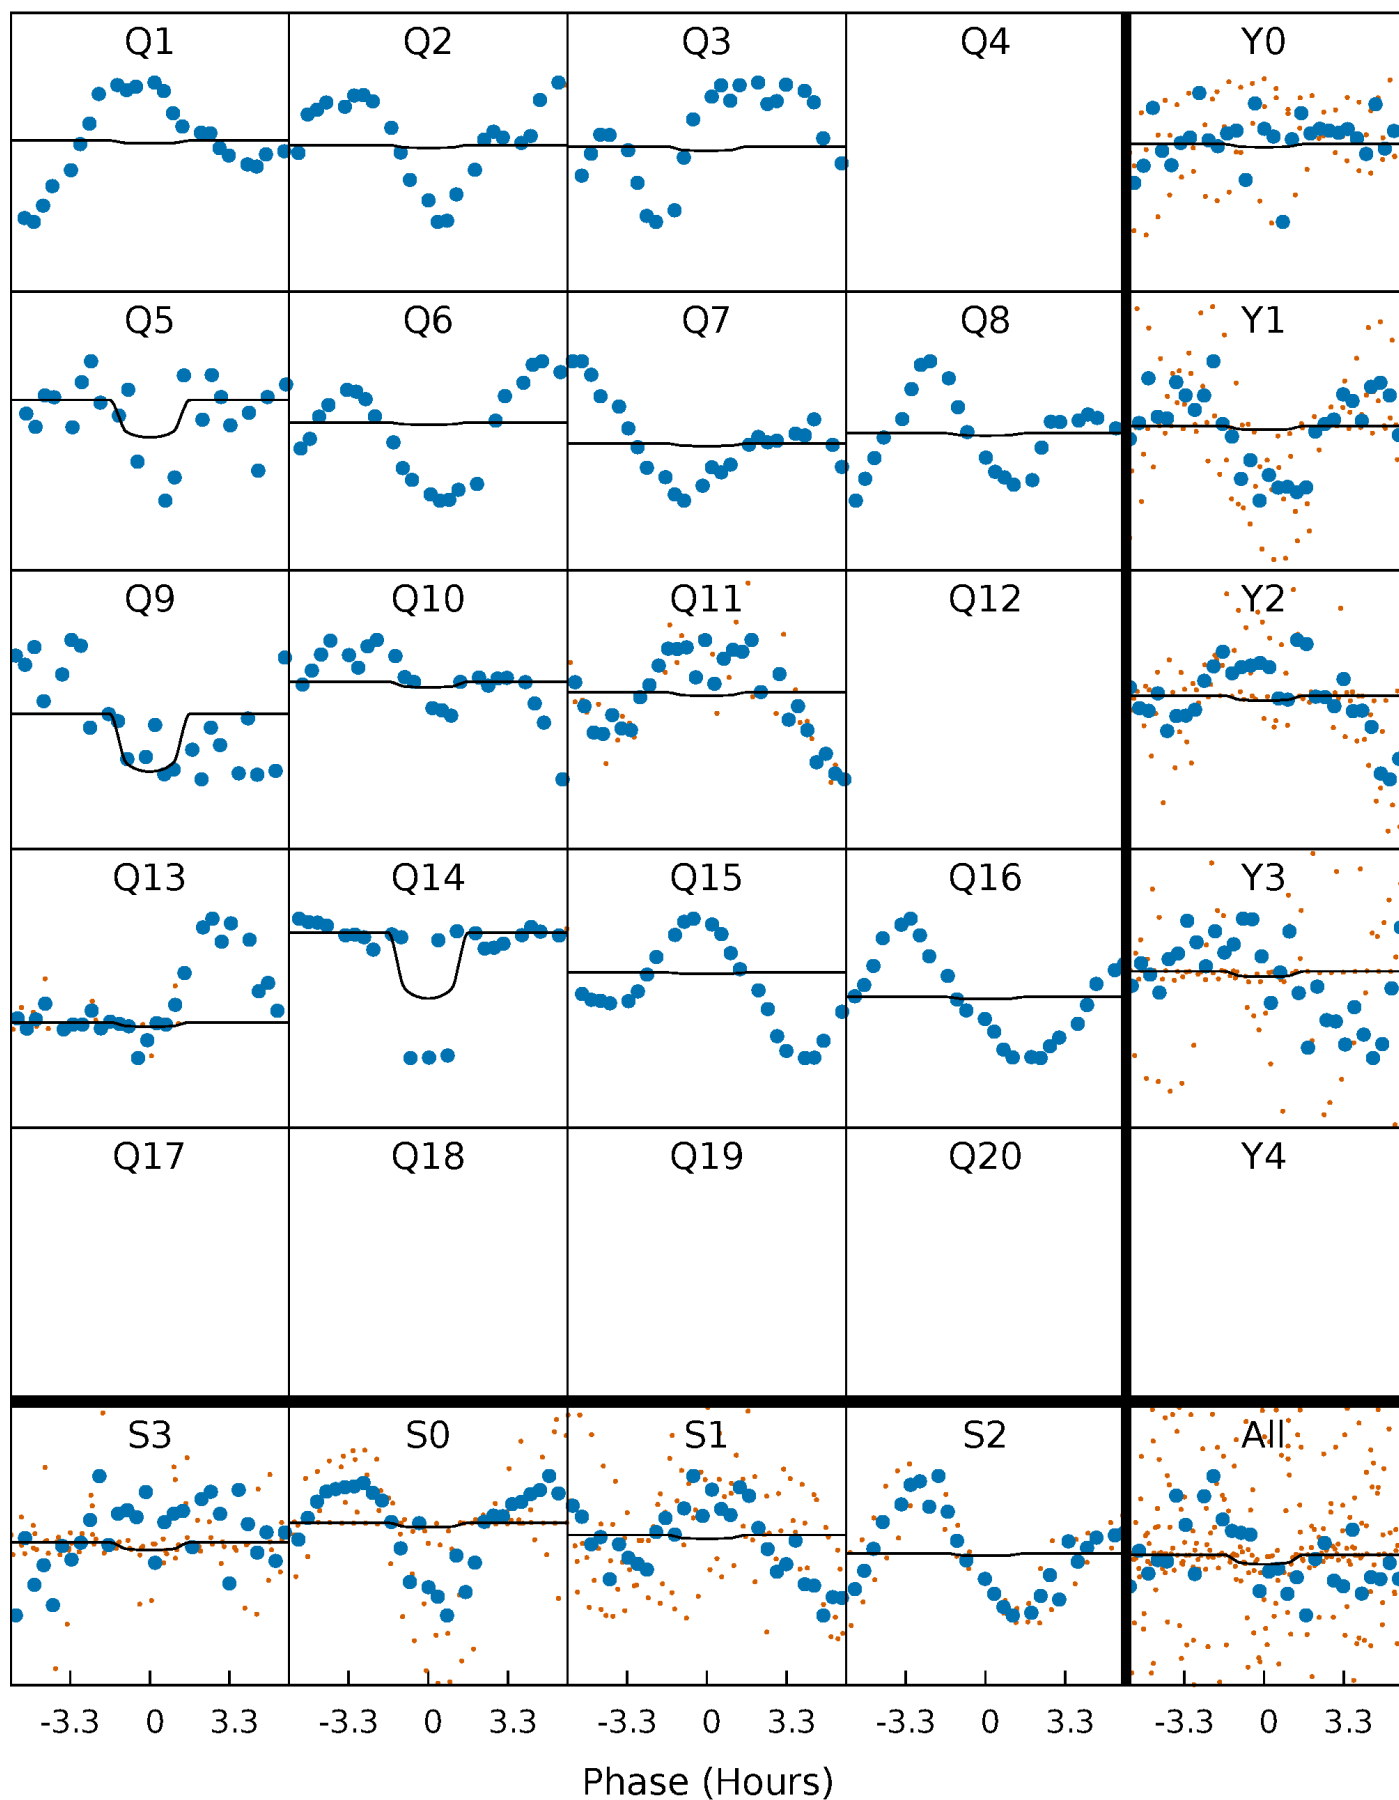 Q1 Q2 Q3 Q4 Y0
Q5 Q6 Q7 Q8 Y1
Q9 Q10 Q11 Q12 Y2
Q13 Q14 Q15 Q16 Y3
Q17 Q18 Q19 Q20 Y4
S3 S0 S1 S2 All
-3.3 0 3.3 -3.3 0 3.3 -3.3 0 3.3 -3.3 0 3.3 -3.3 0 3.3
Phase (Hours)